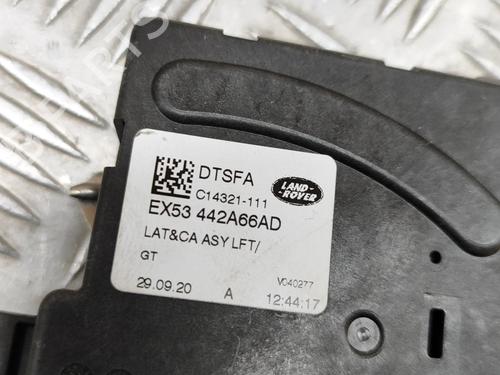 DTSFA
C14321-111
LAND-
ROVER
EX53 442A66AD
LAT&CA ASY LFT/
GT
V040277
29.09.20 A 12:44:17